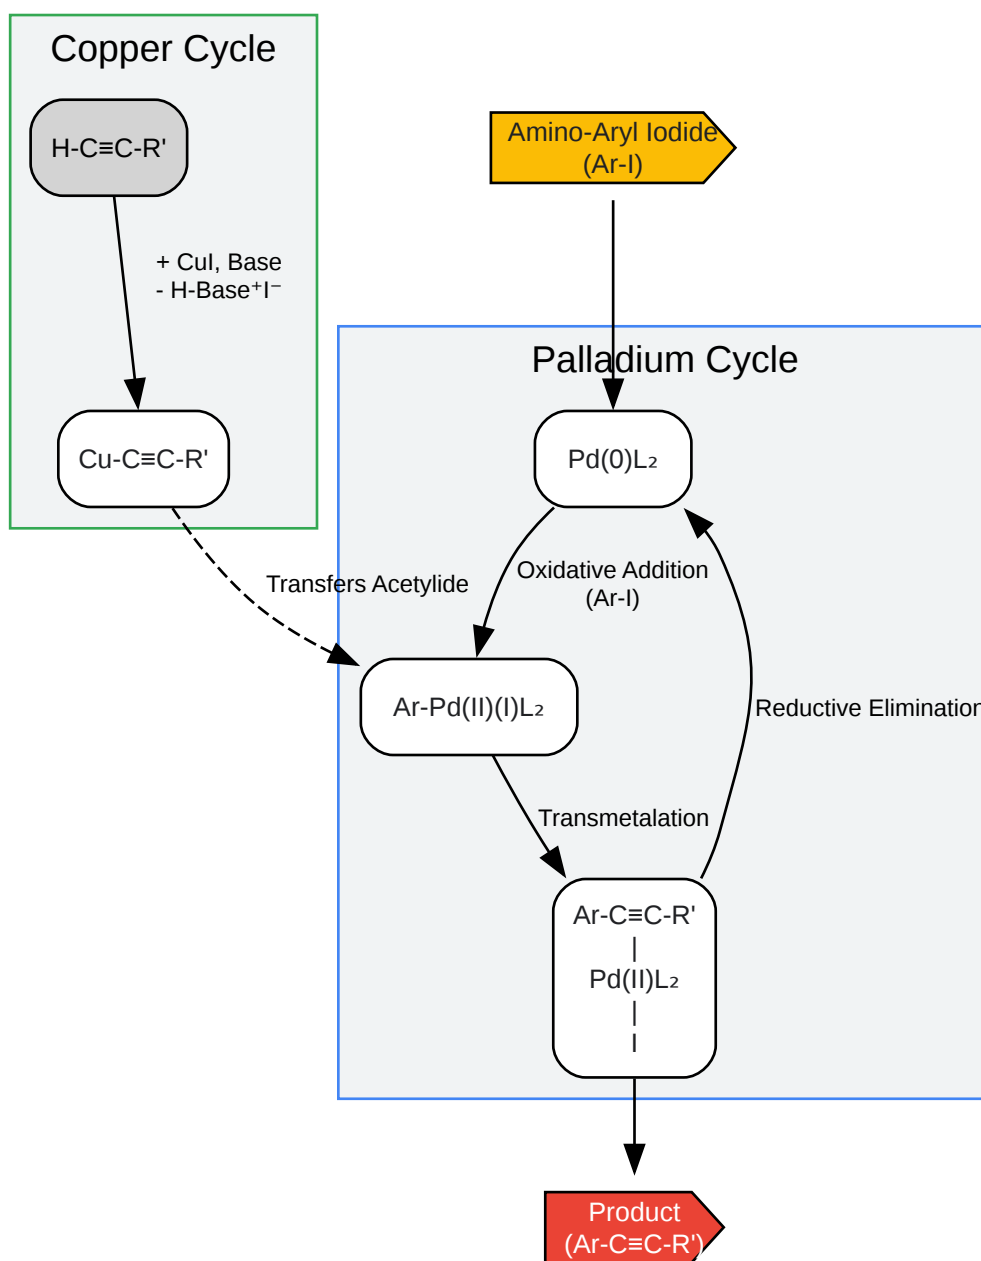 Copper Cycle
H-C≡C-R'
+ CuI, Base
- H-Base⁺I⁻
Cu-C≡C-R'
Transfers Acetylide
Amino-Aryl Iodide
(Ar-I)
Palladium Cycle
Pd(0)L₂
Oxidative Addition
(Ar-I)
Ar-Pd(II)(I)L₂
Reductive Elimination
Transmetalation
Ar-C≡C-R'
|
Pd(II)L₂
|
I
Product
(Ar-C≡C-R')